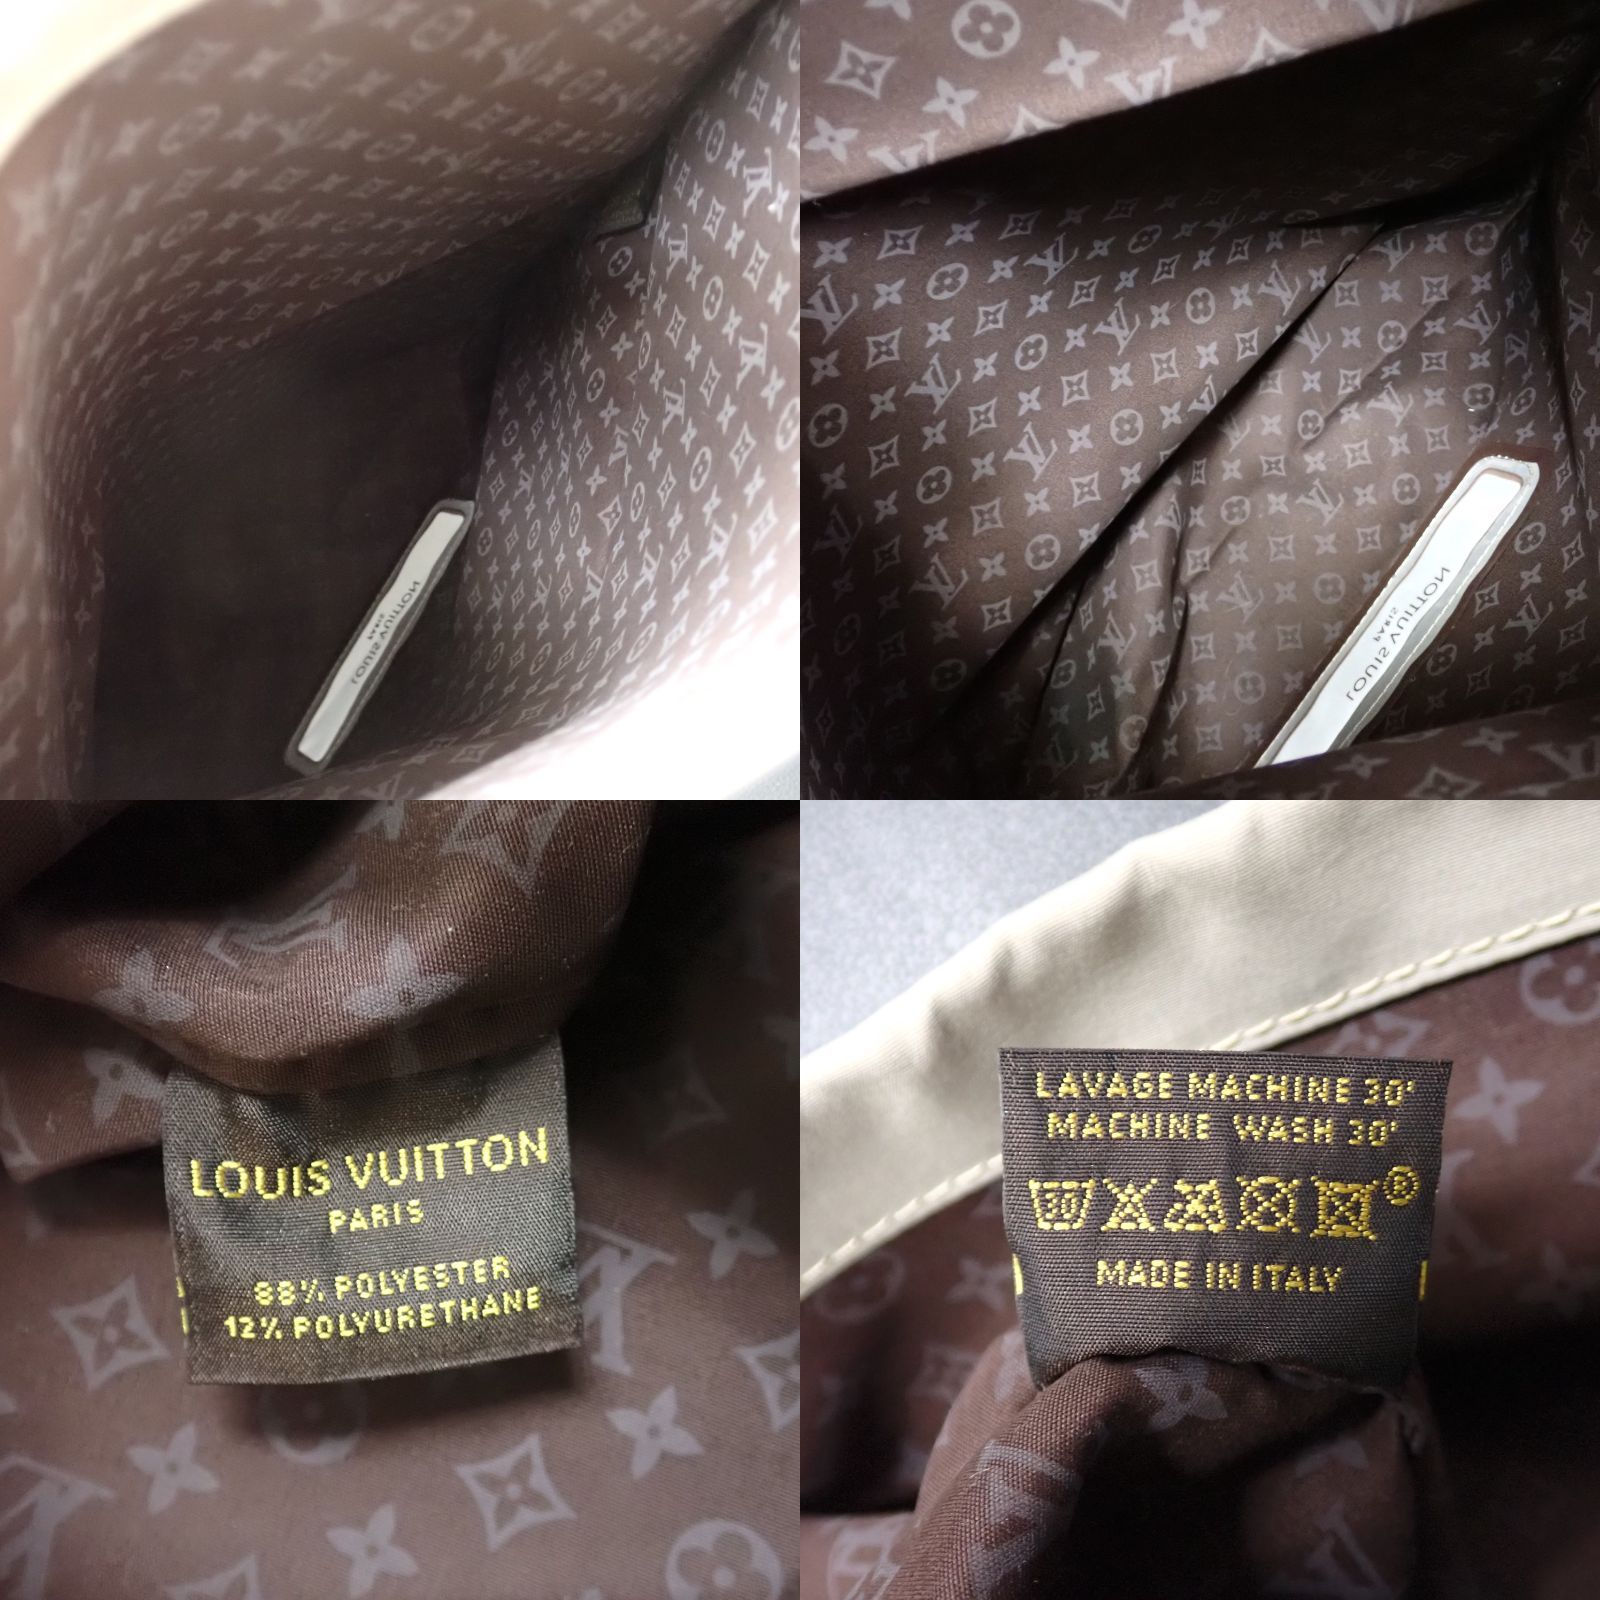 LOUIS VUITTON
PARIS
LOUIS VUITTON
PARIS
LOUIS VUITTON
PARIS
88% POLYESTER
12% POLYURETHANE
LAVAGE MACHINE 30'
MACHINE WASH 30'
30
®
MADE IN ITALY